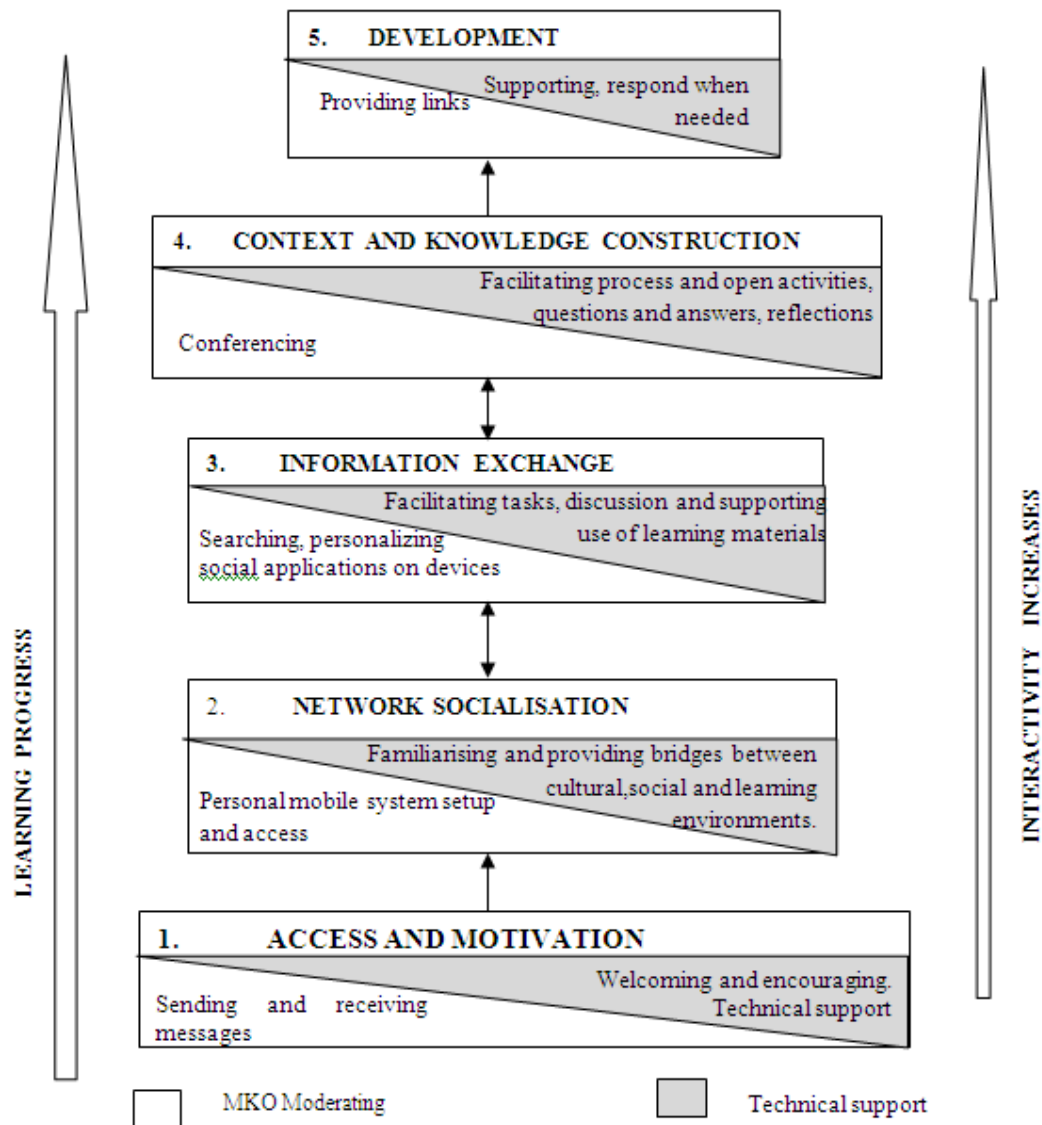 5. DEVELOPMENT
Supporting, respond when
needed
Providing links
4. CONTEXT AND KNOWLEDGE CONSTRUCTION
Facilitating process and open activities,
questions and answers, reflections
Conferencing
3. INFORMATION EXCHANGE
Facilitating tasks, discussion and supporting
use of learning materials
Searching, personalizing
social applications on devices
2. NETWORK SOCIALISATION
Familiarising and providing bridges between
cultural,social and learning
environments.
Personal mobile system setup
and access
1. ACCESS AND MOTIVATION
Welcoming and encouraging.
Technical support
Sending and receiving
messages
LEARNING PROGRESS
INTERACTIVITY INCREASES
MKO Moderating
Technical support